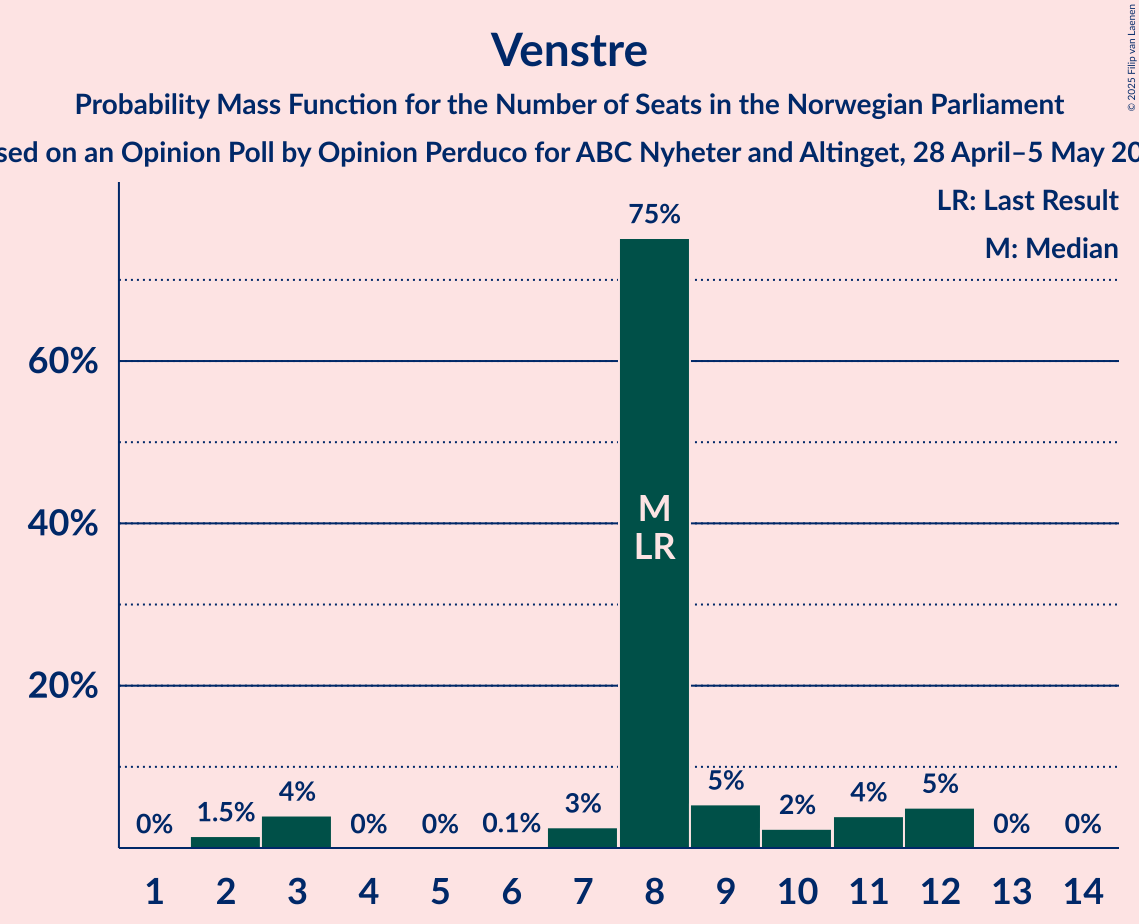 Venstre
Probability Mass Function for the Number of Seats in the Norwegian Parliament
on an Opinion Poll by Opinion Perduco for ABC Nyheter and Altinget, 28 April–5 May
© 2025 Filip van Laenen
LR: Last Result
M: Median
60%
40%
20%
0%
1.5%
4%
0%
0%
0.1%
3%
75%
5%
2%
4%
5%
0%
0%
M
LR
1 2 3 4 5 6 7 8 9 10 11 12 13 14